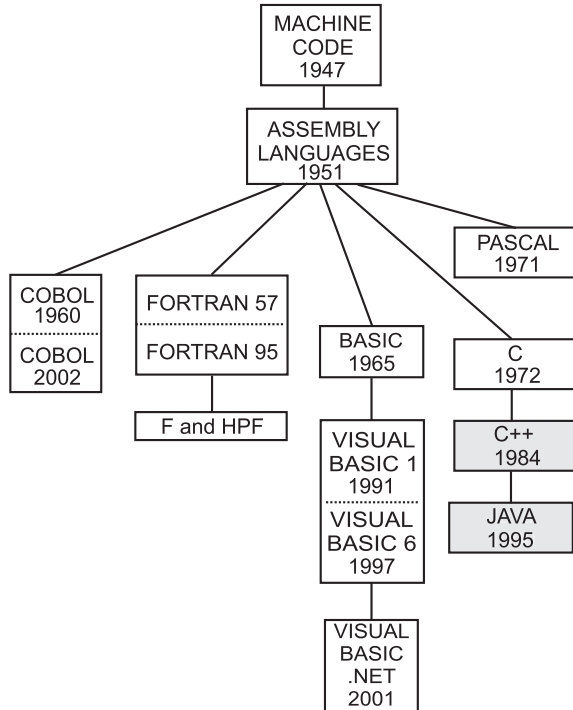 MACHINE
CODE
1947
ASSEMBLY
LANGUAGES
1951
PASCAL
1971
COBOL
1960
COBOL
2002
FORTRAN 57
FORTRAN 95
F and HPF
BASIC
1965
VISUAL
BASIC 1
1991
VISUAL
BASIC 6
1997
VISUAL
BASIC
.NET
2001
C
1972
C++
1984
JAVA
1995